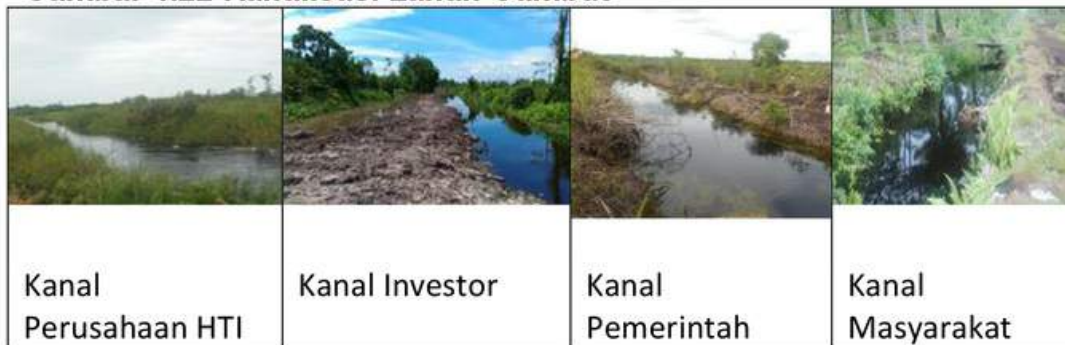 Kanal
Perusahaan HTI
Kanal Investor
Kanal
Pemerintah
Kanal
Masyarakat